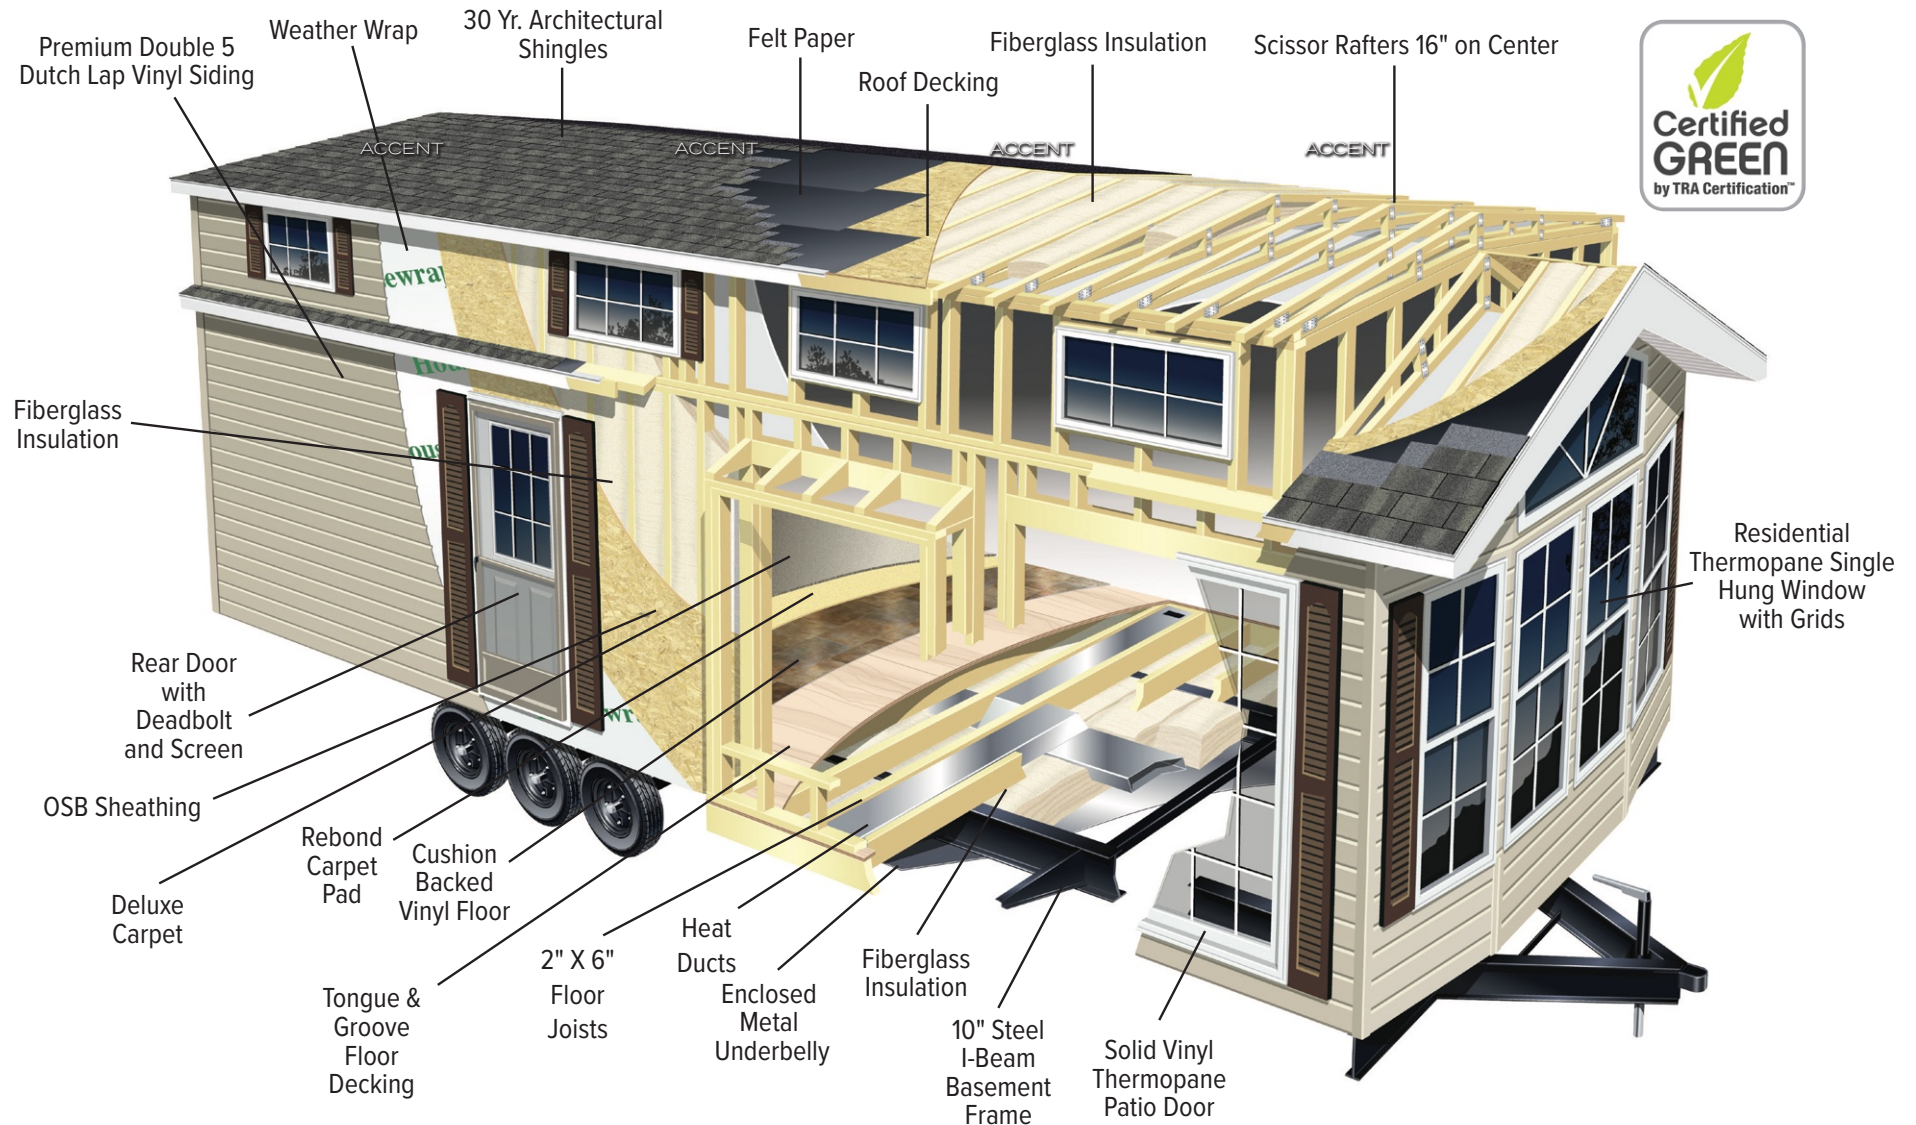 Premium Double 5
Dutch Lap Vinyl Siding
Weather Wrap
30 Yr. Architectural
Shingles
Felt Paper
Roof Decking
Fiberglass Insulation
Scissor Rafters 16" on Center
Certified
GREEN
by TRA Certification™
ACCENT
ACCENT
ACCENT
ACCENT
Fiberglass
Insulation
Residential
Thermopane Single
Hung Window
with Grids
Rear Door
with
Deadbolt
and Screen
OSB Sheathing
Deluxe
Carpet
Rebond
Carpet
Pad
Cushion
Backed
Vinyl Floor
Tongue &
Groove
Floor
Decking
2" X 6"
Floor
Joists
Heat
Ducts
Enclosed
Metal
Underbelly
Fiberglass
Insulation
10" Steel
I-Beam
Basement
Frame
Solid Vinyl
Thermopane
Patio Door